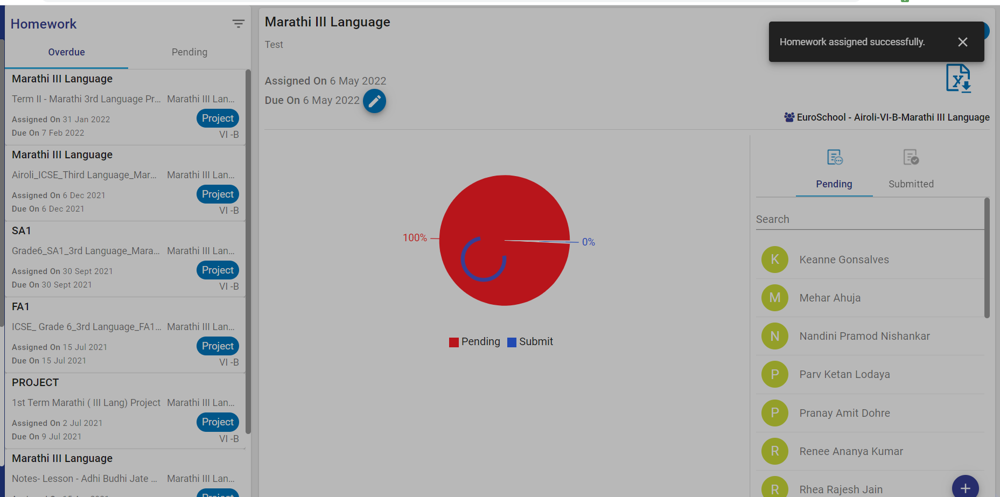 Homework
Overdue
Pending
Marathi III Language
Term II - Marathi 3rd Language Pr... Marathi III Lan...
Assigned On 31 Jan 2022
Project
Due On 7 Feb 2022
VI -B
Marathi III Language
Airoli_ICSE_Third Language_Mar... Marathi III Lan...
Assigned On 6 Dec 2021
Project
Due On 6 Dec 2021
VI -B
SA1
Grade6_SA1_3rd Language_Mara... Marathi III Lan...
Assigned On 30 Sept 2021
Project
Due On 30 Sept 2021
VI -B
FA1
ICSE_ Grade 6_3rd Language_FA1... Marathi III Lan...
Assigned On 15 Jul 2021
Project
Due On 15 Jul 2021
VI -B
PROJECT
1st Term Marathi ( III Lang) Project Marathi III Lan...
Assigned On 2 Jul 2021
Project
Due On 9 Jul 2021
VI -B
Marathi III Language
Notes- Lesson - Adhi Budhi Jate ... Marathi III Lan...
Project
Marathi III Language
Test
Assigned On 6 May 2022
Due On 6 May 2022
Homework assigned successfully.
EuroSchool - Airoli-VI-B-Marathi III Language
100%
0%
Pending
Submit
Pending
Submitted
Search
K Keanne Gonsalves
M Mehar Ahuja
N Nandini Pramod Nishankar
P Parv Ketan Lodaya
P Pranay Amit Dohre
R Renee Ananya Kumar
R Rhea Rajesh Jain